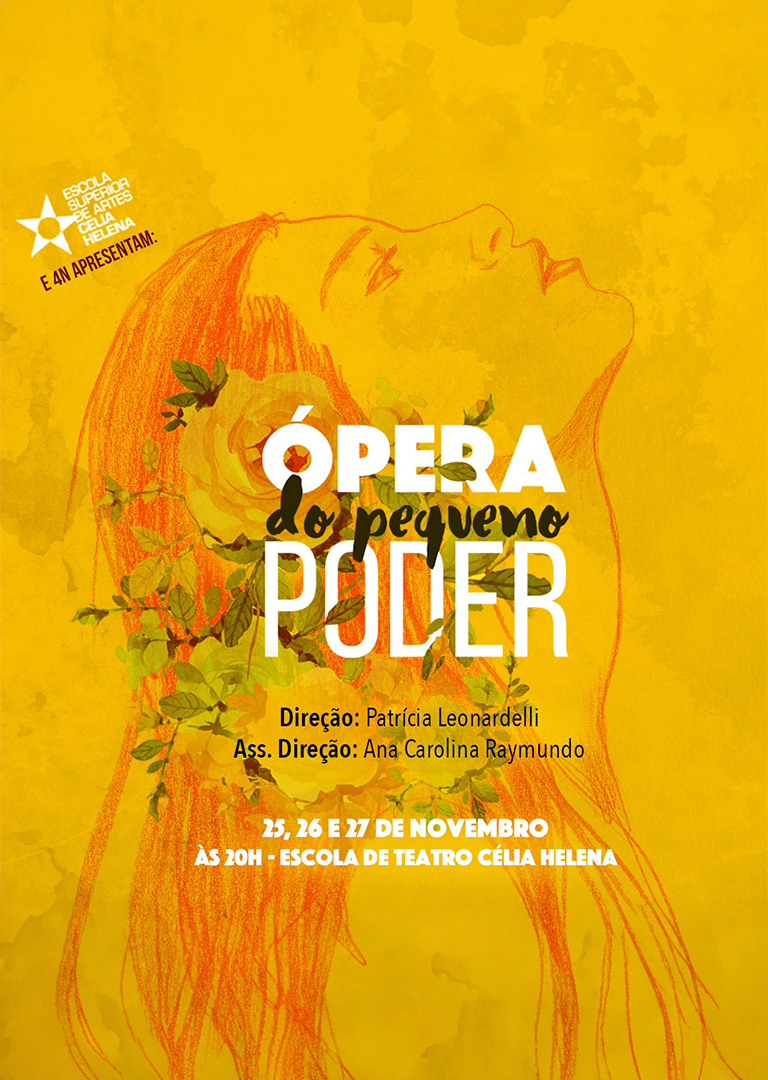 ESCOLA
SUPERIOR
DE ARTES
CÉLIA
HELENA
E 4N APRESENTAM:
ÓPERA
do pequeno
PODER
Direção: Patrícia Leonardelli
Ass. Direção: Ana Carolina Raymundo
25, 26 E 27 DE NOVEMBRO
ÀS 20H - ESCOLA DE TEATRO CÉLIA HELENA